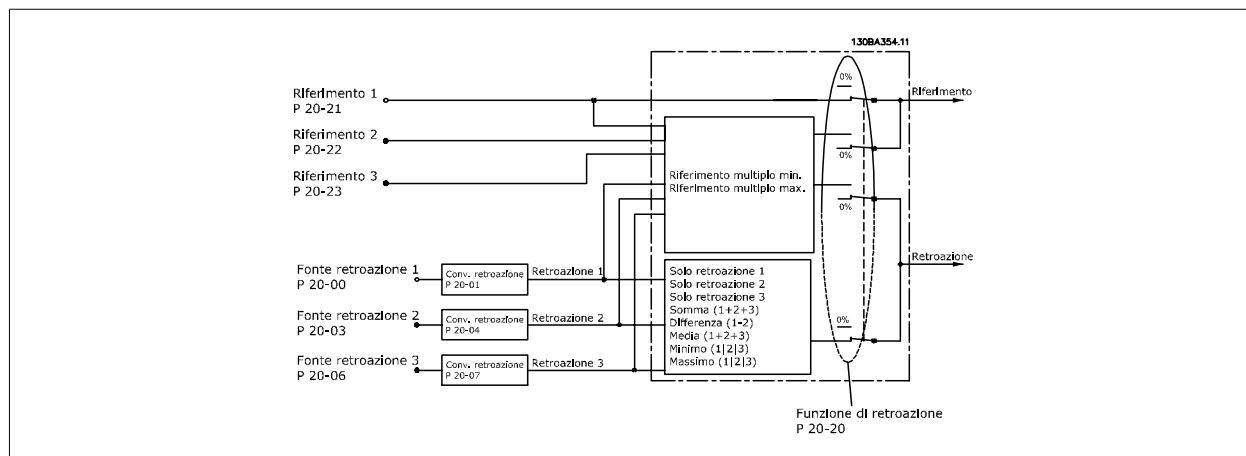 130BA354.11
0%
Riferimento 1
P 20-21
Riferimento
Riferimento 2
P 20-22
0%
Riferimento 3
P 20-23
Riferimento multiplo min.
Riferimento multiplo max.
0%
Retroazione
Fonte retroazione 1
P 20-00
Conv. retroazione
P 20-01
Retroazione 1
Fonte retroazione 2
P 20-03
Conv. retroazione
P 20-04
Retroazione 2
Fonte retroazione 3
P 20-06
Conv. retroazione
P 20-07
Retroazione 3
Solo retroazione 1
Solo retroazione 2
Solo retroazione 3
Somma (1+2+3)
Differenza (1-2)
Media (1+2+3)
Minimo (1|2|3)
Massimo (1|2|3)
0%
Funzione di retroazione
P 20-20